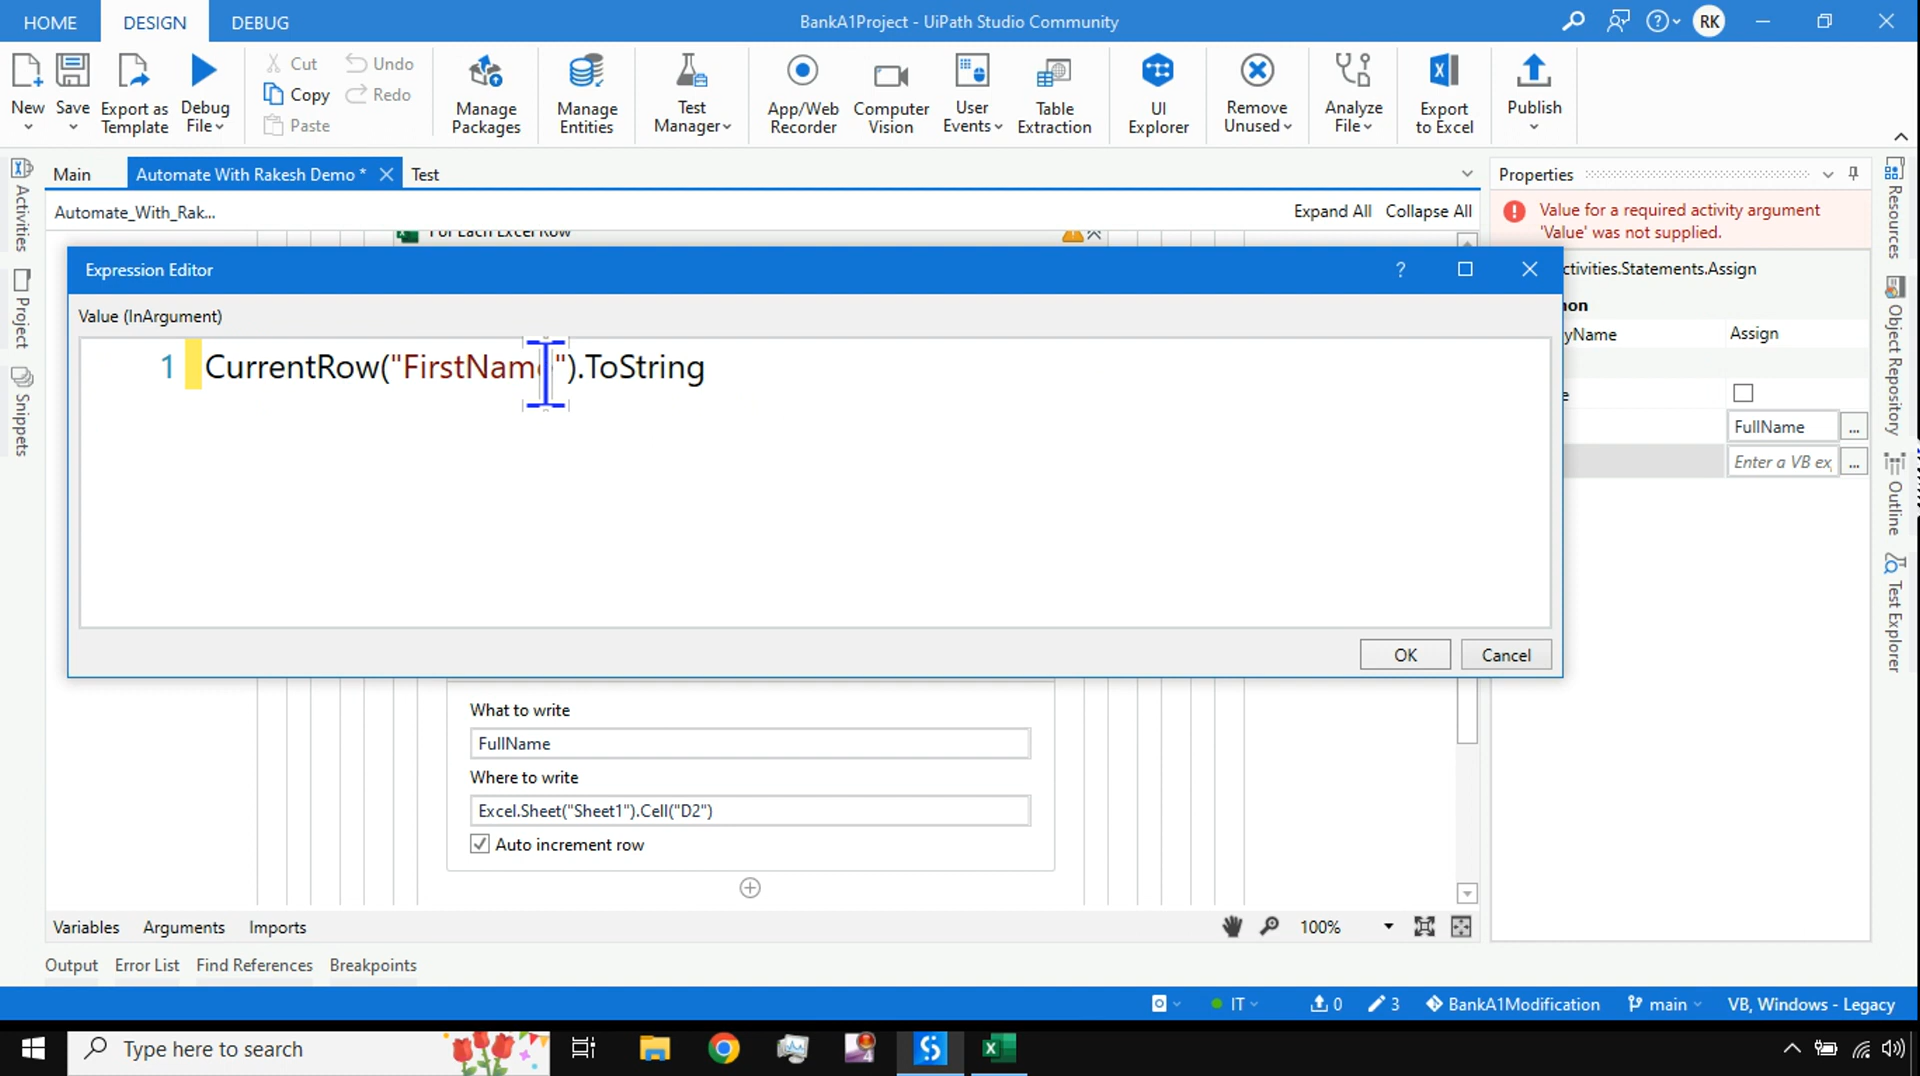 HOME DESIGN DEBUG BankA1Project - UiPath Studio Community RK
New Save Export as Template Debug File
Cut Undo
Copy Redo
Paste
Manage Packages
Manage Entities
Test Manager
App/Web Recorder
Computer Vision
User Events
Table Extraction
UI Explorer
Remove Unused
Analyze File
Export to Excel
Publish
Main Automate With Rakesh Demo * Test
Automate_With_Rak... Expand All Collapse All
For Each Excel Row
Properties
Value for a required activity argument
'Value' was not supplied.
ctivities.Statements.Assign
yName Assign
FullName ...
Enter a VB ex ...
Activities
Project
Snippets
Resources
Object Repository
Outline
Test Explorer
Expression Editor ?
Value (InArgument)
1 CurrentRow("FirstName").ToString
OK Cancel
What to write
FullName
Where to write
Excel.Sheet("Sheet1").Cell("D2")
Auto increment row
Variables Arguments Imports 100%
Output Error List Find References Breakpoints
IT 0 3 BankA1Modification main VB, Windows - Legacy
Type here to search